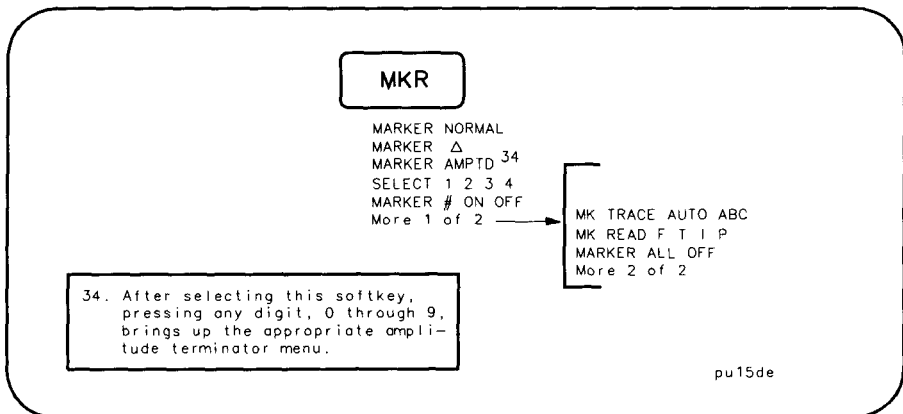 MKR
MARKER NORMAL
MARKER Δ
MARKER AMPTD 34
SELECT 1 2 3 4
MARKER # ON OFF
More 1 of 2
MK TRACE AUTO ABC
MK READ F T I P
MARKER ALL OFF
More 2 of 2
34. After selecting this softkey,
pressing any digit, 0 through 9,
brings up the appropriate ampli-
tude terminator menu.
pu15de